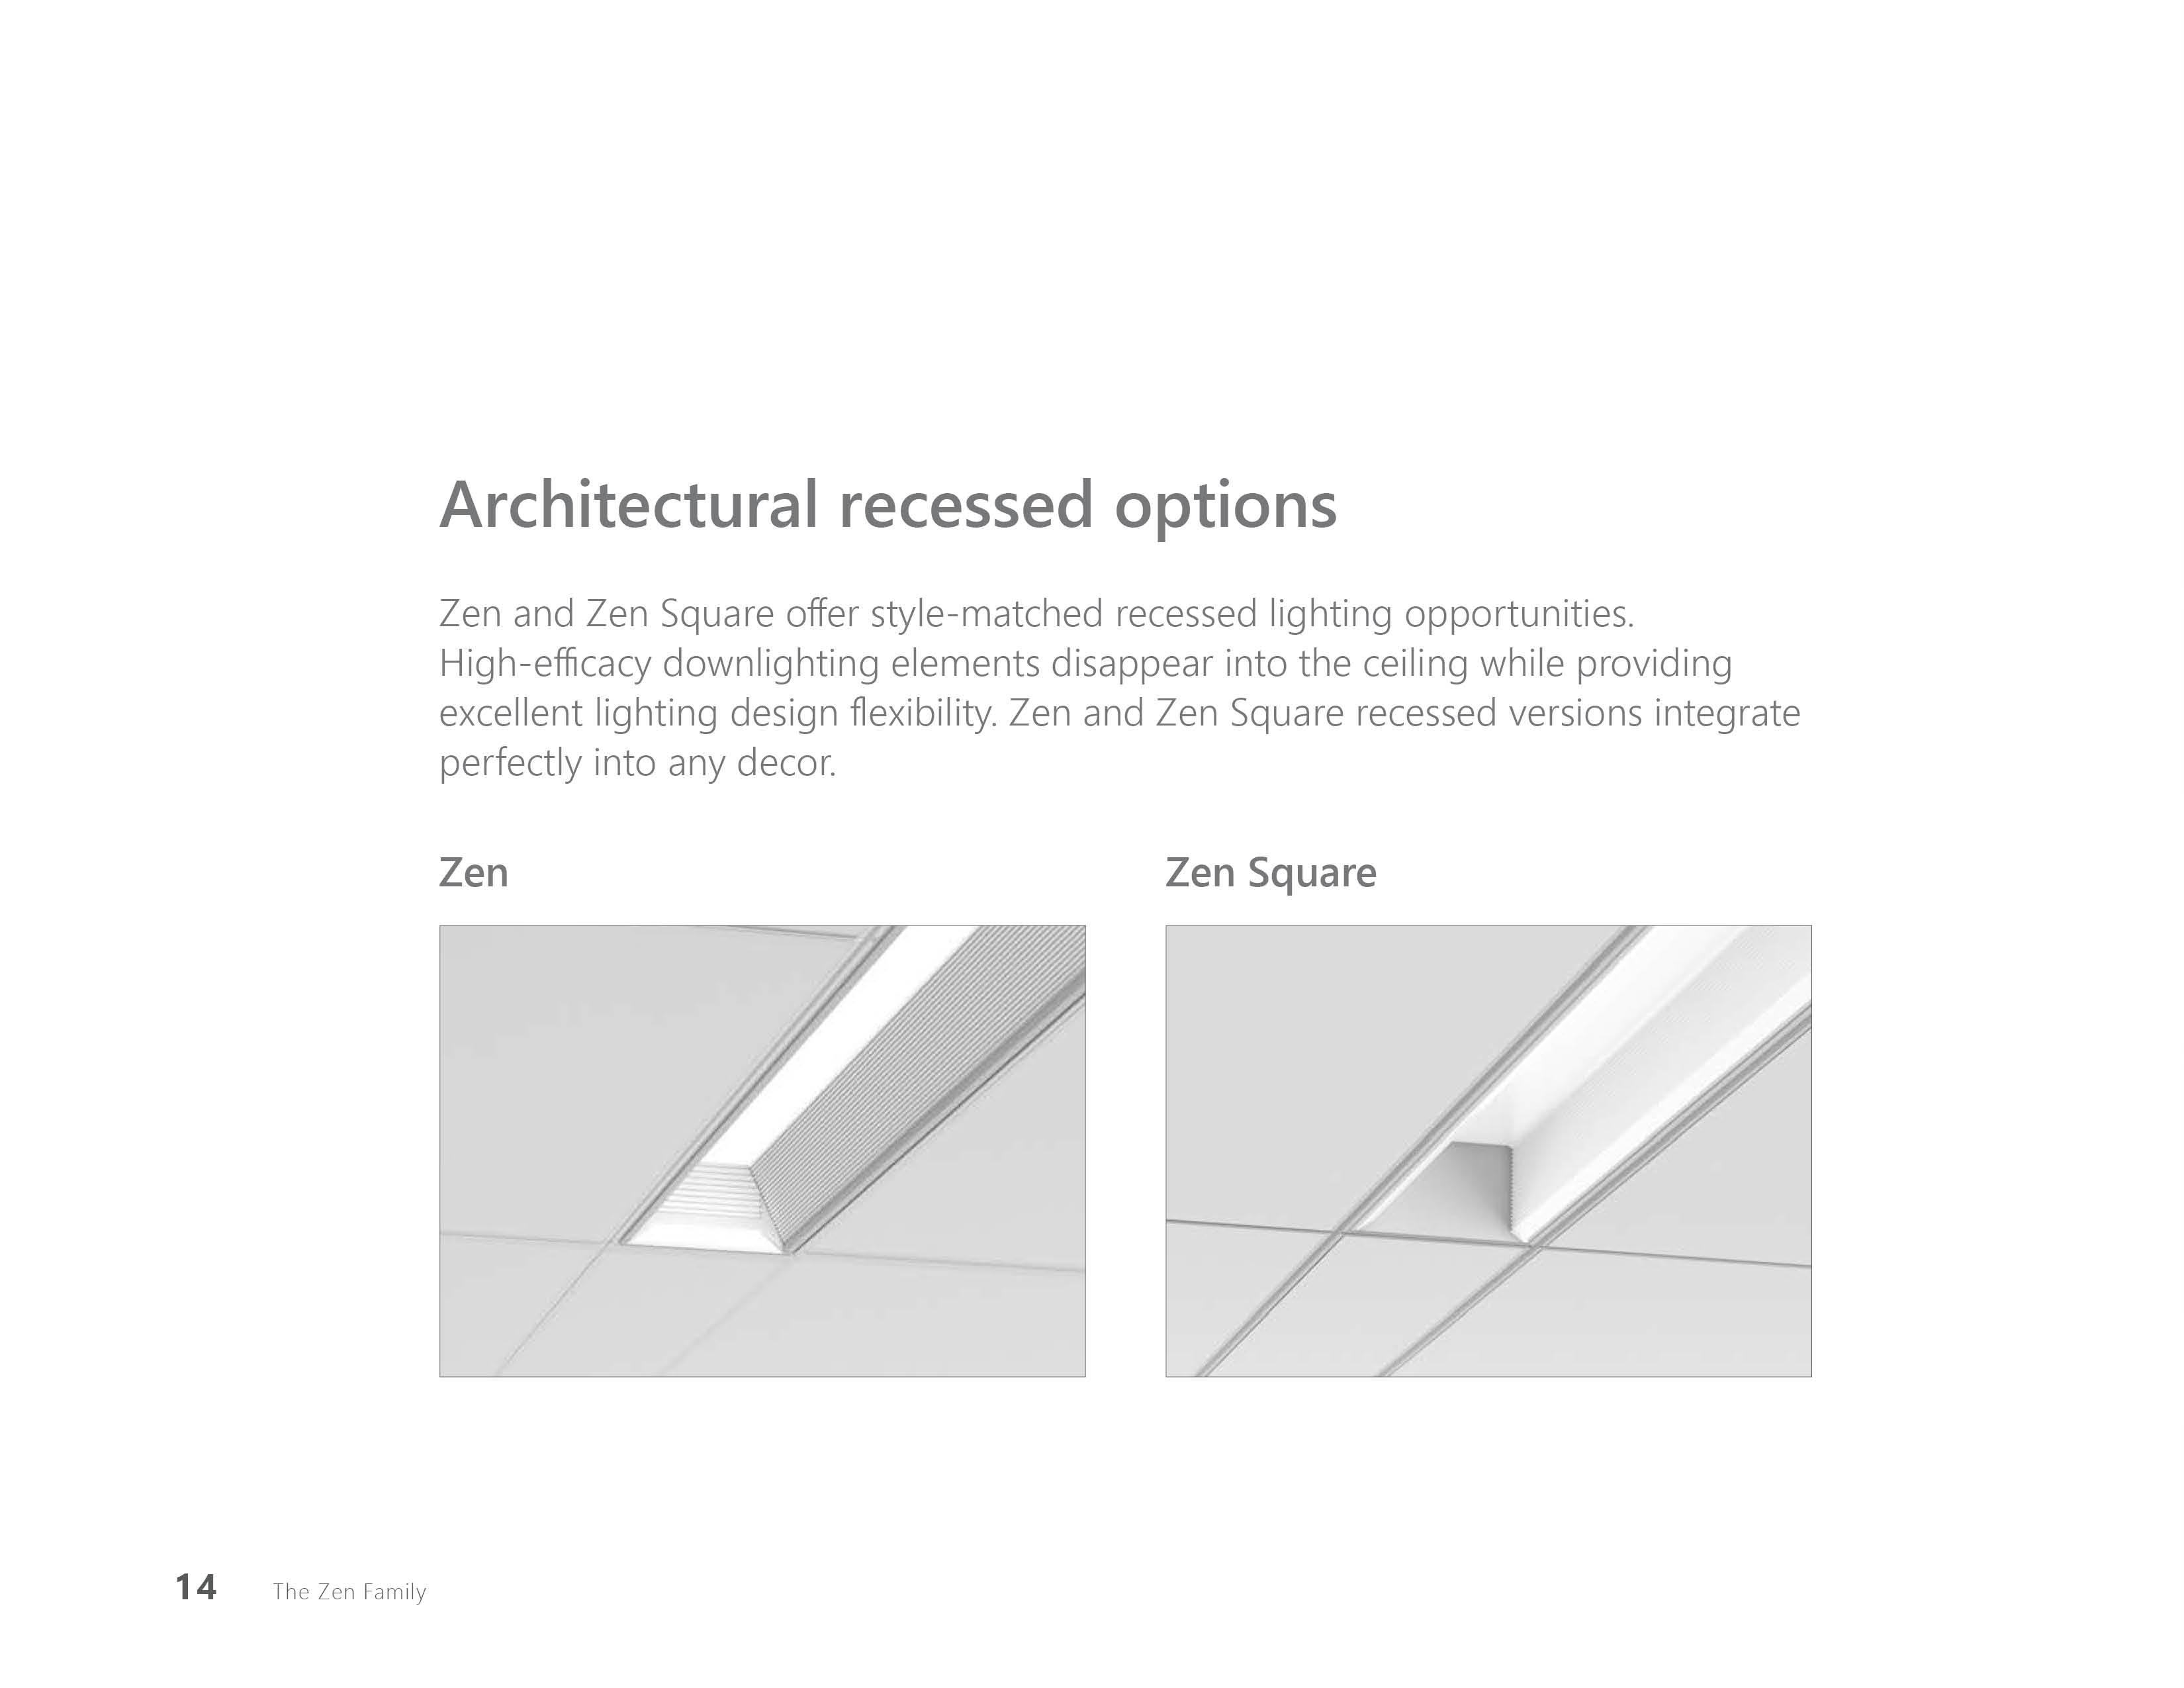 Architectural recessed options
Zen and Zen Square offer style-matched recessed lighting opportunities.
High-efficacy downlighting elements disappear into the ceiling while providing
excellent lighting design flexibility. Zen and Zen Square recessed versions integrate
perfectly into any decor.
Zen
Zen Square
14 The Zen Family